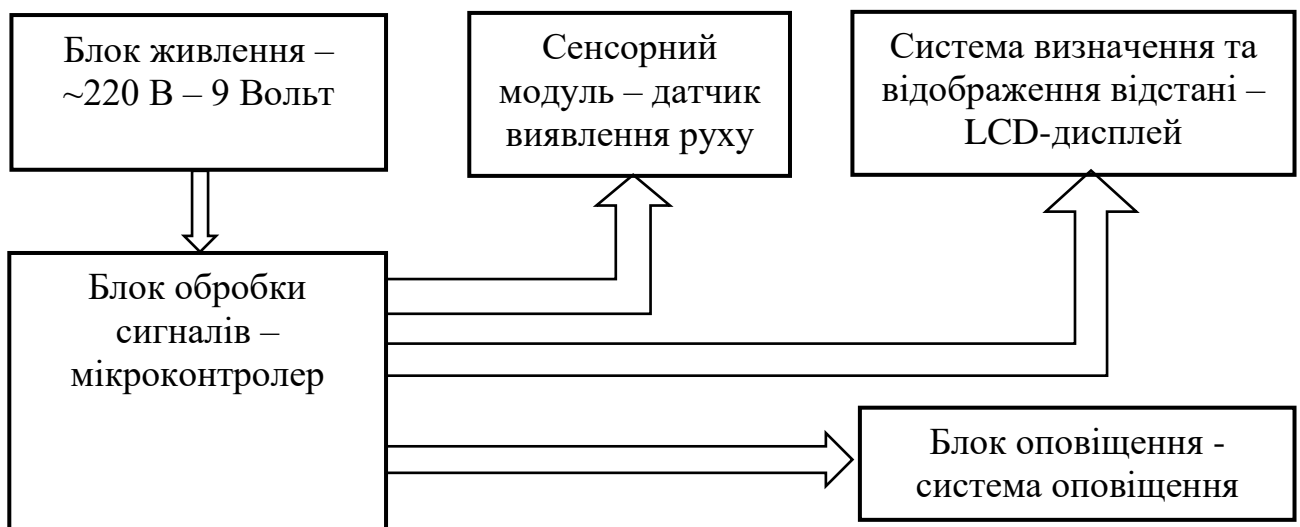 Блок живлення –
~220 В – 9 Вольт
Сенсорний
модуль – датчик
виявлення руху
Система визначення та
відображення відстані –
LCD-дисплей
Блок обробки
сигналів –
мікроконтролер
Блок оповіщення -
система оповіщення